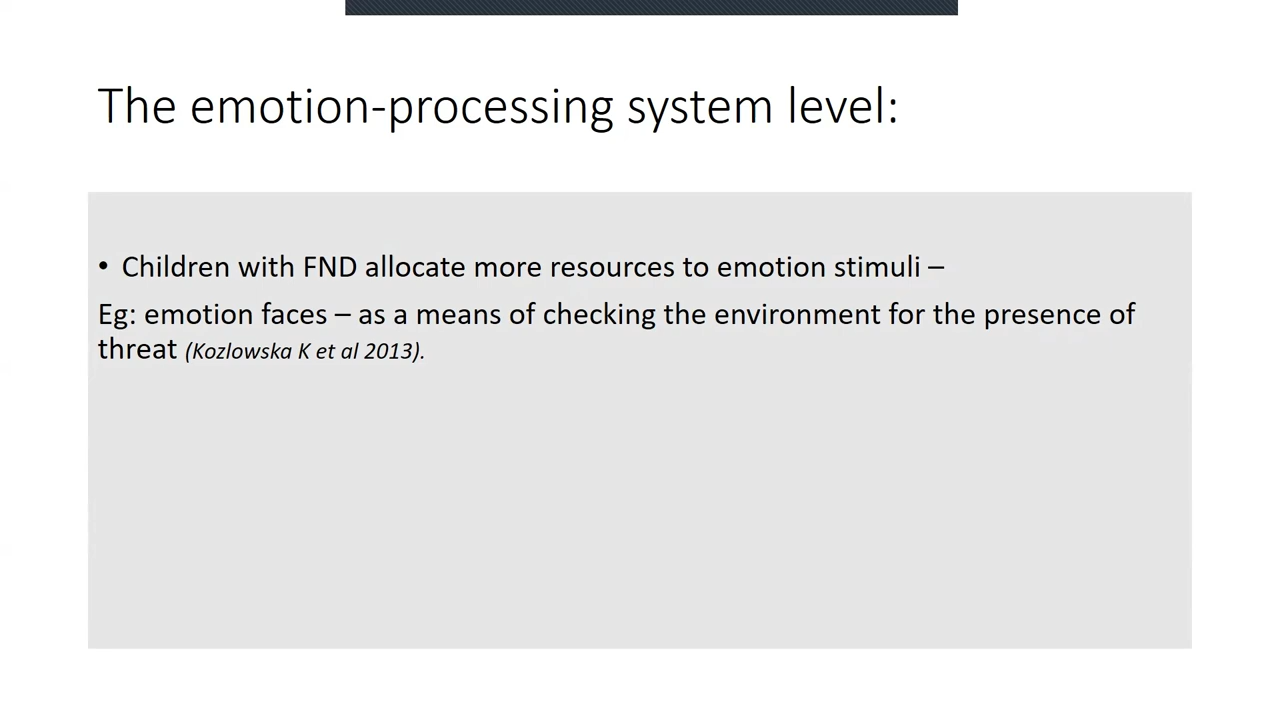 The emotion-processing system level:
• Children with FND allocate more resources to emotion stimuli –
Eg: emotion faces – as a means of checking the environment for the presence of
threat (Kozlowska K et al 2013).